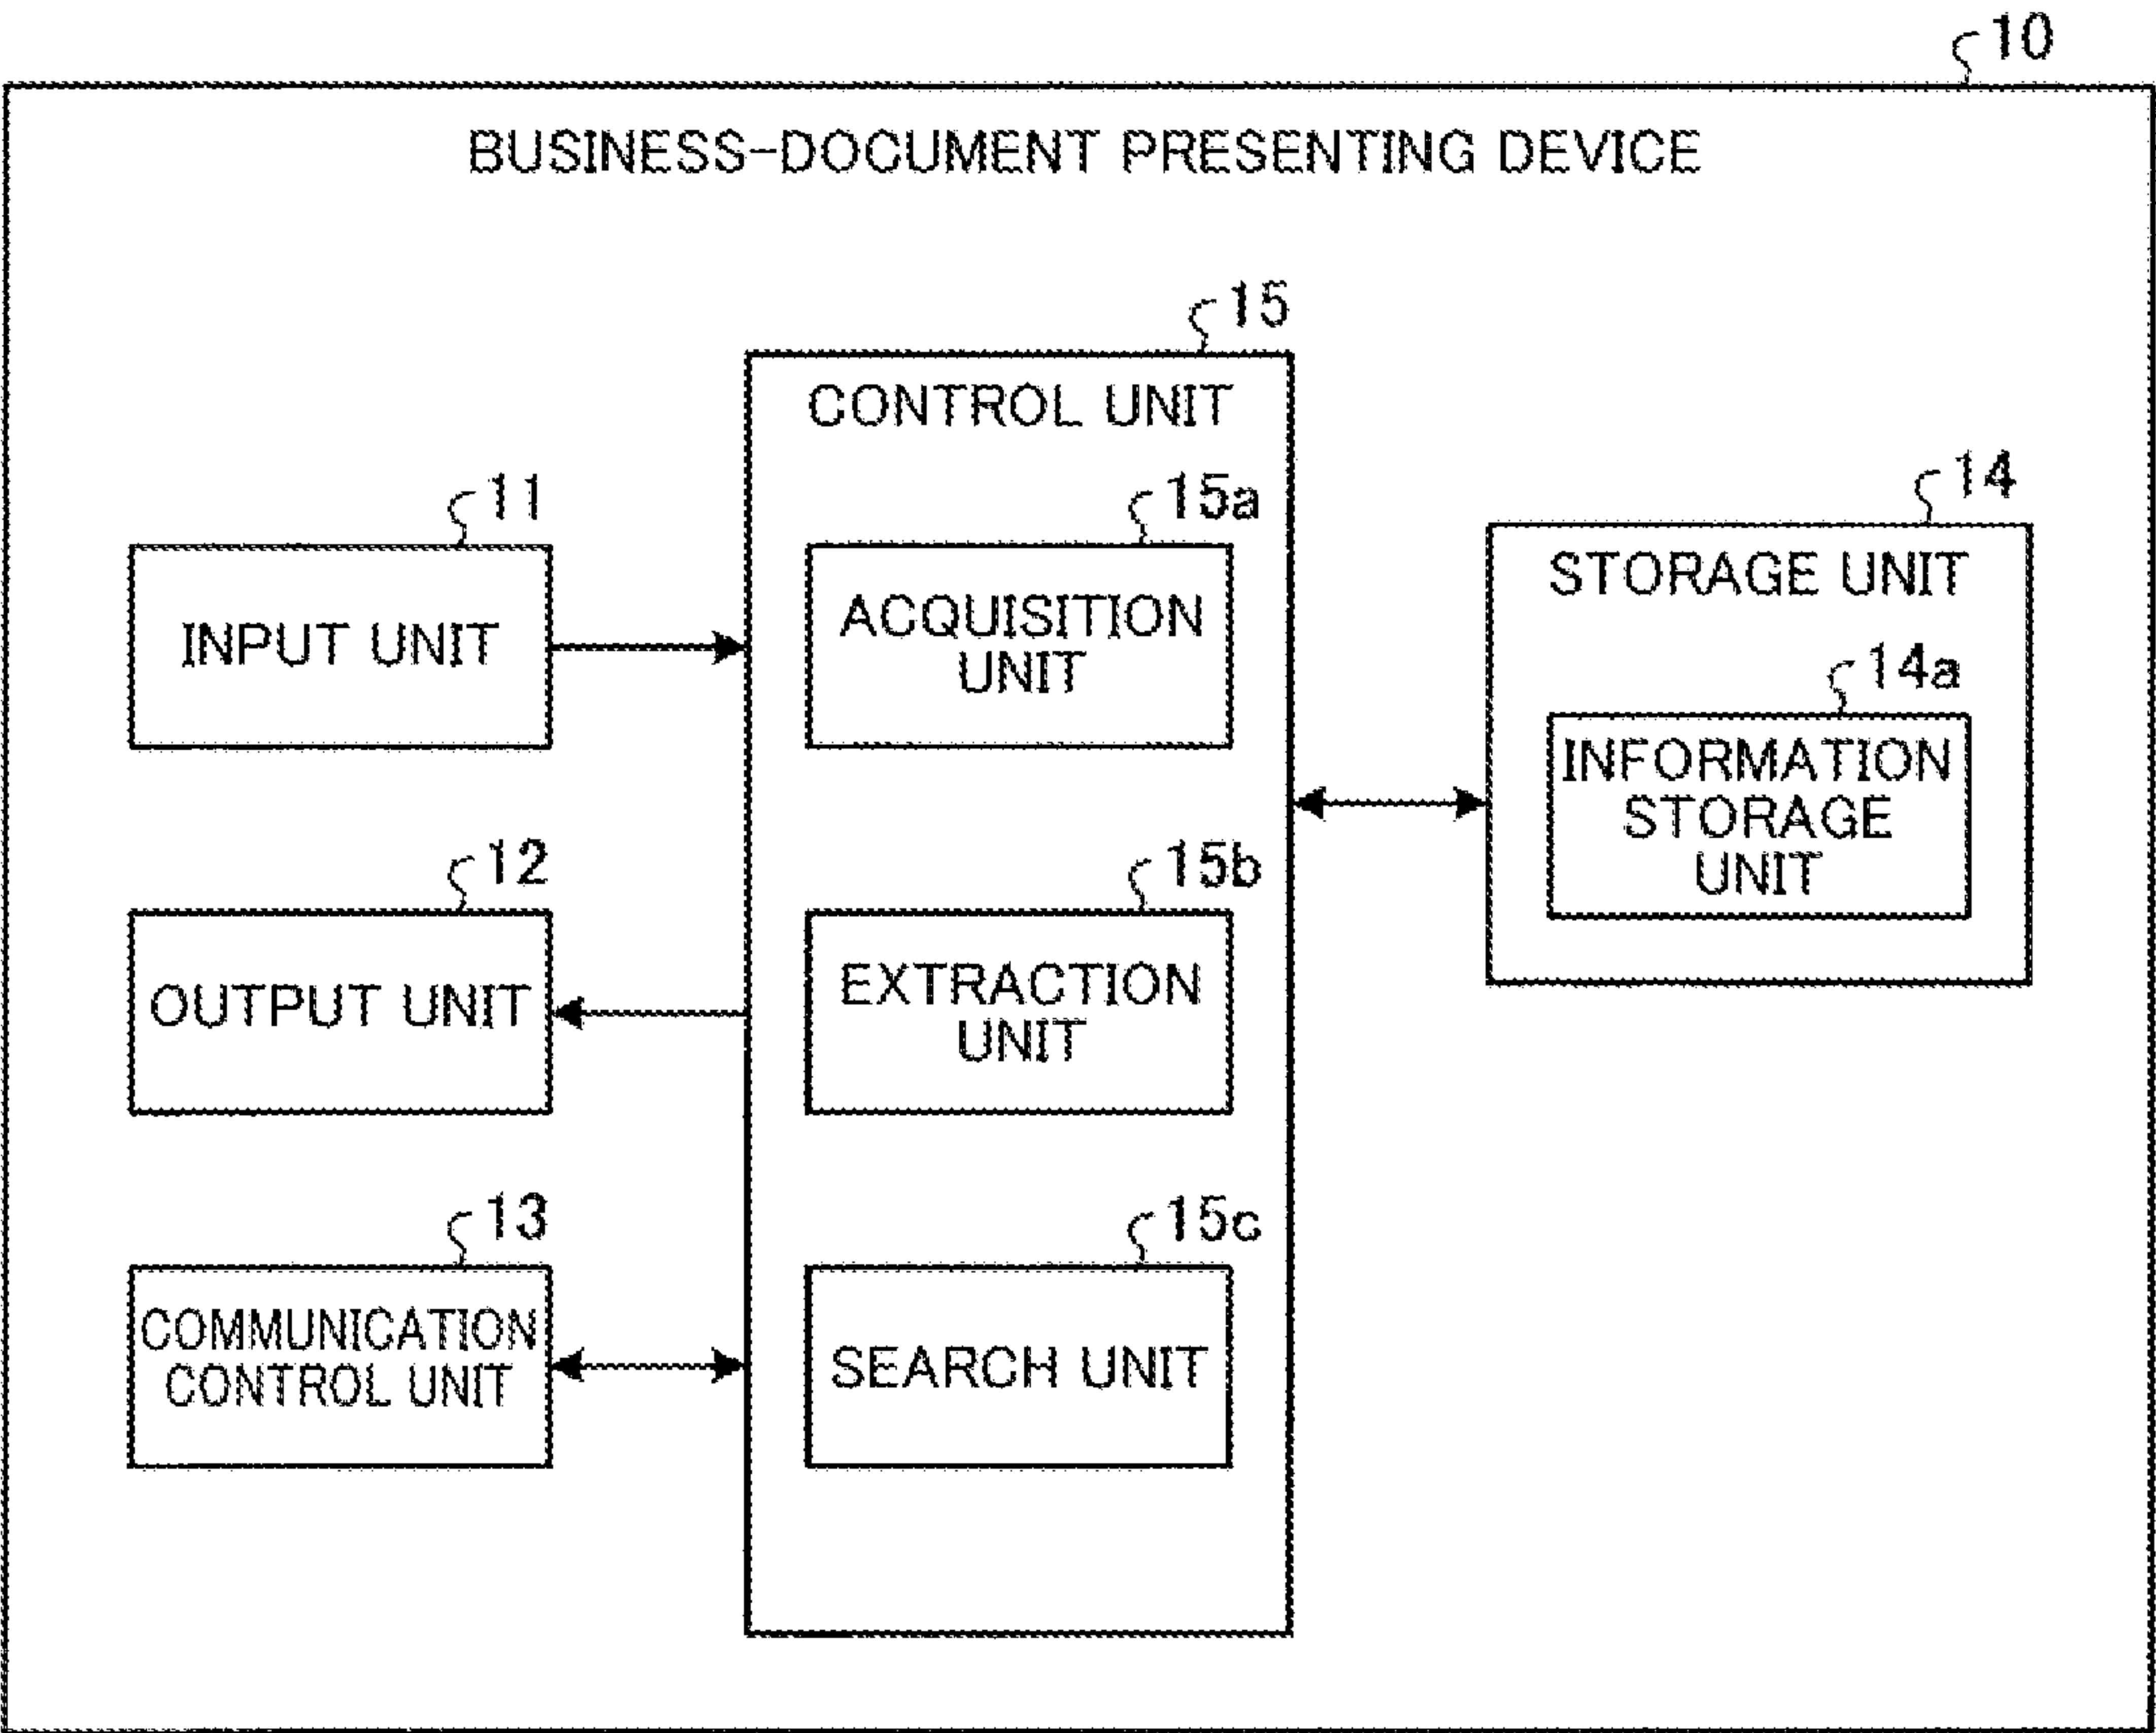 10
BUSINESS-DOCUMENT PRESENTING DEVICE
15
CONTROL UNIT
11
INPUT UNIT
15a
ACQUISITION
UNIT
14
STORAGE UNIT
14a
INFORMATION
STORAGE
UNIT
12
OUTPUT UNIT
15b
EXTRACTION
UNIT
13
COMMUNICATION
CONTROL UNIT
15c
SEARCH UNIT